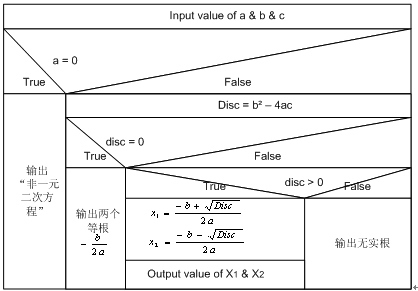 Input value of a & b & c
a = 0
True
False
Disc = b² – 4ac
disc = 0
True
False
True
disc > 0
False
输出
“非一元
二次方
程”
输出两个
等根
-b/2a
x₁ = (-b + √Disc) / 2a
x₂ = (-b - √Disc) / 2a
输出无实根
Output value of X1 & X2